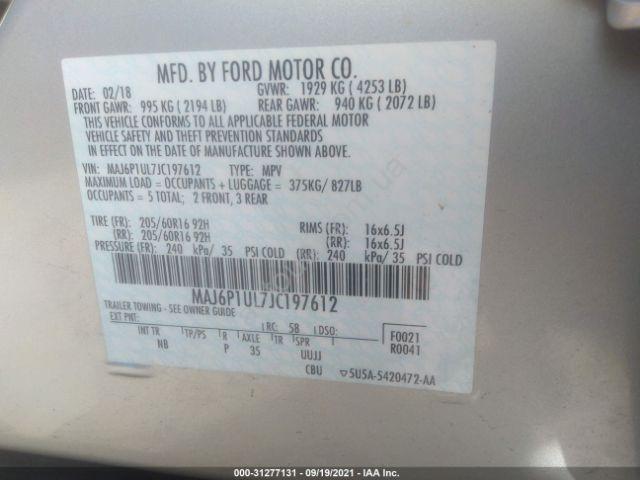 MFD. BY FORD MOTOR CO.
DATE: 02/18 GVWR: 1929 KG ( 4253 LB)
FRONT GAWR: 995 KG ( 2194 LB) REAR GAWR: 940 KG ( 2072 LB)
THIS VEHICLE CONFORMS TO ALL APPLICABLE FEDERAL MOTOR
VEHICLE SAFETY AND THEFT PREVENTION STANDARDS
IN EFFECT ON THE DATE OF MANUFACTURE SHOWN ABOVE.
VIN: MAJ6P1UL7JC197612 TYPE: MPV
MAXIMUM LOAD = OCCUPANTS + LUGGAGE = 375KG/ 827LB
OCCUPANTS = 5 TOTAL; 2 FRONT, 3 REAR
TIRE (FR): 205/60R16 92H RIMS (FR): 16x6.5J
(RR): 205/60R16 92H (RR): 16x6.5J
PRESSURE (FR): 240 kPa/ 35 PSI COLD (RR): 240 kPa/ 35 PSI COLD
MAJ6P1UL7JC197612
TRAILER TOWING - SEE OWNER GUIDE
EXT PNT: RC: 58 DSO: F0021
INT TR TP/PS R AXLE TR SPR R0041
NB P 35 UUJJ
CBU ▽5U5A-5420472-AA
000-31277131 - 09/19/2021 - IAA Inc.